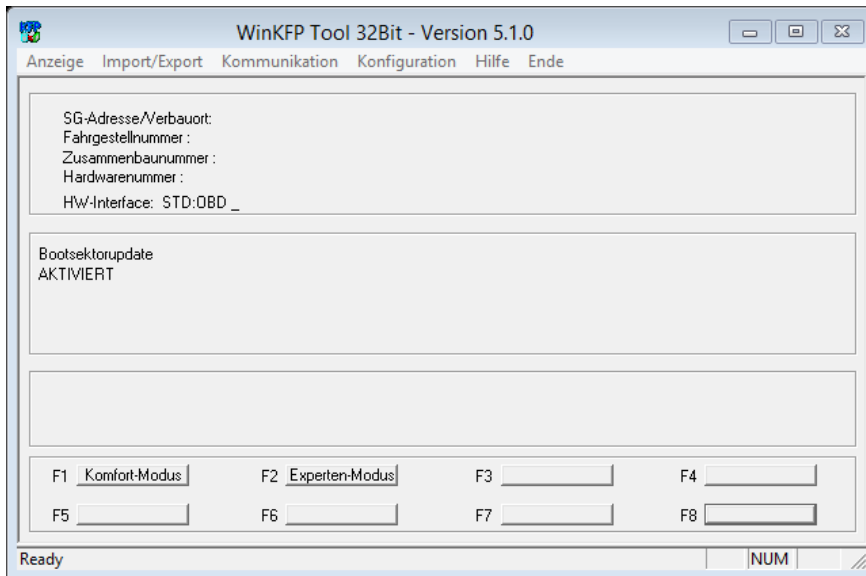 WinKFP Tool 32Bit - Version 5.1.0
Anzeige Import/Export Kommunikation Konfiguration Hilfe Ende
SG-Adresse/Verbauort:
Fahrgestellnummer :
Zusammenbaunummer :
Hardwarenummer :
HW-Interface: STD:OBD _
Bootsektorupdate
AKTIVIERT
F1 Komfort-Modus F2 Experten-Modus F3 F4
F5 F6 F7 F8
Ready NUM